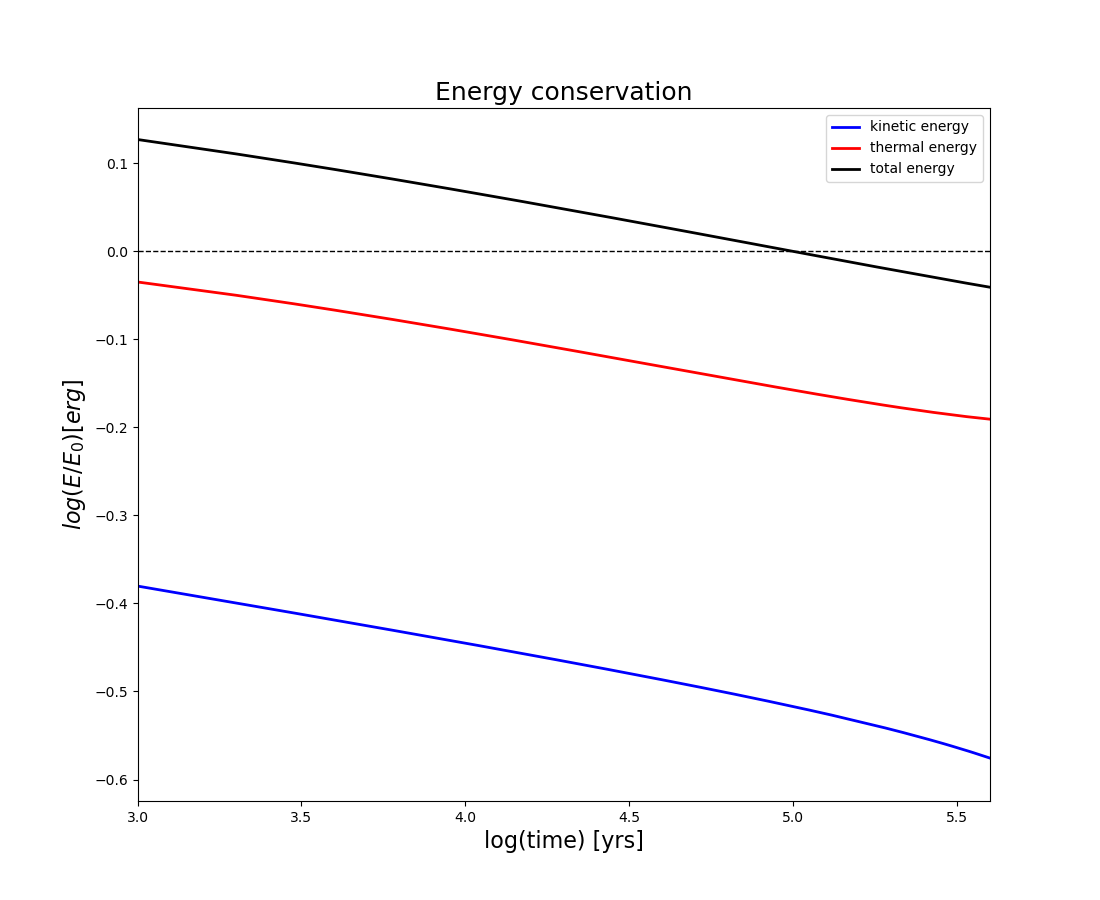 Energy conservation
kinetic energy
thermal energy
total energy
0.1
0.0
−0.1
−0.2
−0.3
−0.4
−0.5
−0.6
log(E/E₀)[erg]
3.0
3.5
4.0
4.5
5.0
5.5
log(time) [yrs]